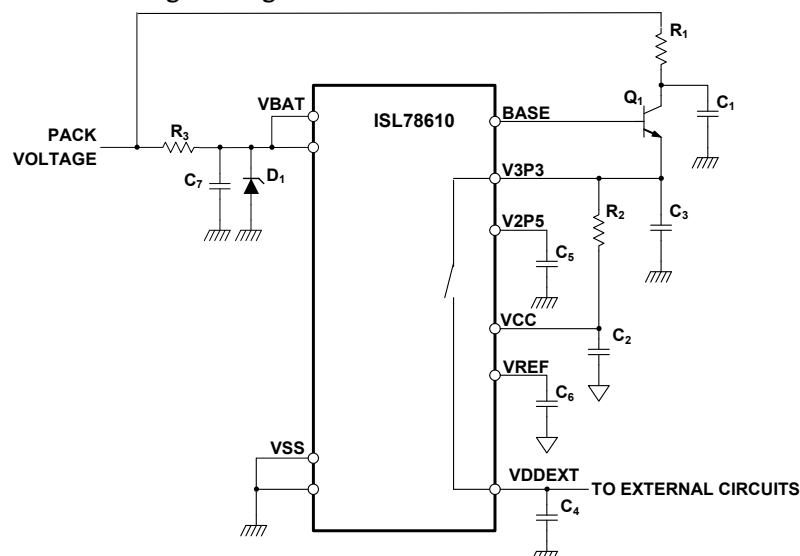 R1
VBAT
ISL78610
BASE
Q1
C1
PACK
VOLTAGE
R3
V3P3
C7
D1
R2
C3
V2P5
C5
VCC
C2
VREF
C6
VSS
VDDEXT
TO EXTERNAL CIRCUITS
C4